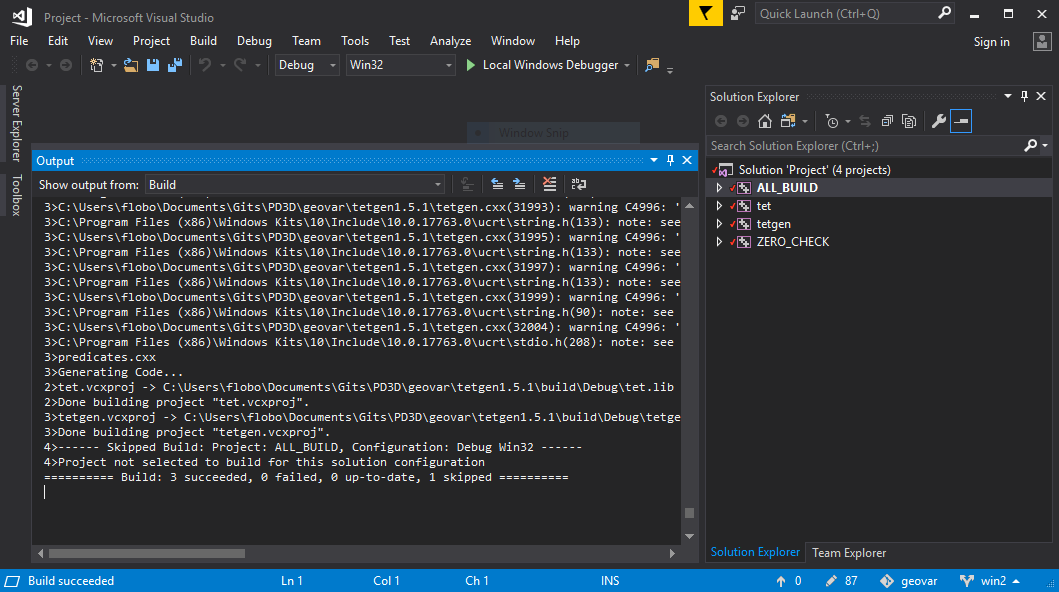 Project - Microsoft Visual Studio
Quick Launch (Ctrl+Q)
File Edit View Project Build Debug Team Tools Test Analyze Window Help
Sign in
Debug Win32 Local Windows Debugger
Server Explorer
Toolbox
Window Snip
Output
Show output from: Build
3>C:\Users\flobo\Documents\Gits\PD3D\geovar\tetgen1.5.1\tetgen.cxx(31993): warning C4996: '
3>C:\Program Files (x86)\Windows Kits\10\Include\10.0.17763.0\ucrt\string.h(133): note: see
3>C:\Users\flobo\Documents\Gits\PD3D\geovar\tetgen1.5.1\tetgen.cxx(31995): warning C4996: '
3>C:\Program Files (x86)\Windows Kits\10\Include\10.0.17763.0\ucrt\string.h(133): note: see
3>C:\Users\flobo\Documents\Gits\PD3D\geovar\tetgen1.5.1\tetgen.cxx(31997): warning C4996: '
3>C:\Program Files (x86)\Windows Kits\10\Include\10.0.17763.0\ucrt\string.h(133): note: see
3>C:\Users\flobo\Documents\Gits\PD3D\geovar\tetgen1.5.1\tetgen.cxx(31999): warning C4996: '
3>C:\Program Files (x86)\Windows Kits\10\Include\10.0.17763.0\ucrt\string.h(90): note: see
3>C:\Users\flobo\Documents\Gits\PD3D\geovar\tetgen1.5.1\tetgen.cxx(32004): warning C4996: '
3>C:\Program Files (x86)\Windows Kits\10\Include\10.0.17763.0\ucrt\stdio.h(208): note: see
3>predicates.cxx
3>Generating Code...
2>tet.vcxproj -> C:\Users\flobo\Documents\Gits\PD3D\geovar\tetgen1.5.1\build\Debug\tet.lib
2>Done building project "tet.vcxproj".
3>tetgen.vcxproj -> C:\Users\flobo\Documents\Gits\PD3D\geovar\tetgen1.5.1\build\Debug\tetge
3>Done building project "tetgen.vcxproj".
4>------ Skipped Build: Project: ALL_BUILD, Configuration: Debug Win32 ------
4>Project not selected to build for this solution configuration
========== Build: 3 succeeded, 0 failed, 0 up-to-date, 1 skipped ==========
Solution Explorer
Search Solution Explorer (Ctrl+;)
Solution 'Project' (4 projects)
ALL_BUILD
tet
tetgen
ZERO_CHECK
Solution Explorer Team Explorer
Build succeeded Ln 1 Col 1 Ch 1 INS 0 87 geovar win2